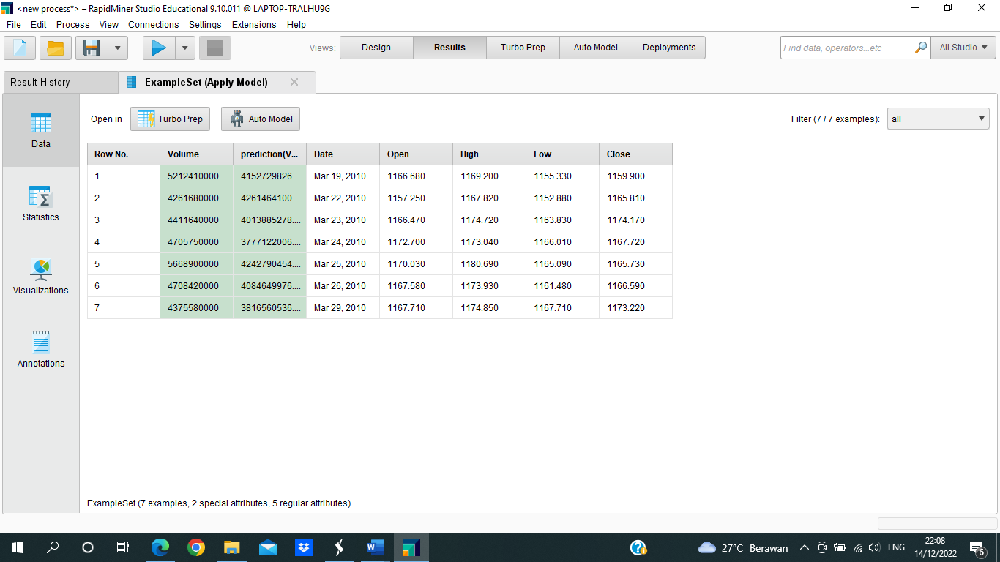 <new process*> – RapidMiner Studio Educational 9.10.011 @ LAPTOP-TRALHU9G
File Edit Process View Connections Settings Extensions Help
Views: Design Results Turbo Prep Auto Model Deployments Find data, operators...etc All Studio
Result History ExampleSet (Apply Model)
Open in Turbo Prep Auto Model Filter (7 / 7 examples): all
Data
Statistics
Visualizations
Annotations
Row No. Volume prediction(V... Date Open High Low Close
1 5212410000 4152729826.... Mar 19, 2010 1166.680 1169.200 1155.330 1159.900
2 4261680000 4261464100.... Mar 22, 2010 1157.250 1167.820 1152.880 1165.810
3 4411640000 4013885278.... Mar 23, 2010 1166.470 1174.720 1163.830 1174.170
4 4705750000 3777122006.... Mar 24, 2010 1172.700 1173.040 1166.010 1167.720
5 5668900000 4242790454.... Mar 25, 2010 1170.030 1180.690 1165.090 1165.730
6 4708420000 4084649976.... Mar 26, 2010 1167.580 1173.930 1161.480 1166.590
7 4375580000 3816560536.... Mar 29, 2010 1167.710 1174.850 1167.710 1173.220
ExampleSet (7 examples, 2 special attributes, 5 regular attributes)
27°C Berawan ENG 22:08
14/12/2022 6